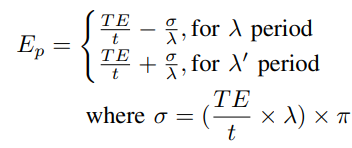 E_p = { TE/t − σ/λ, for λ period
TE/t + σ/λ, for λ′ period
where σ = (TE/t × λ) × π